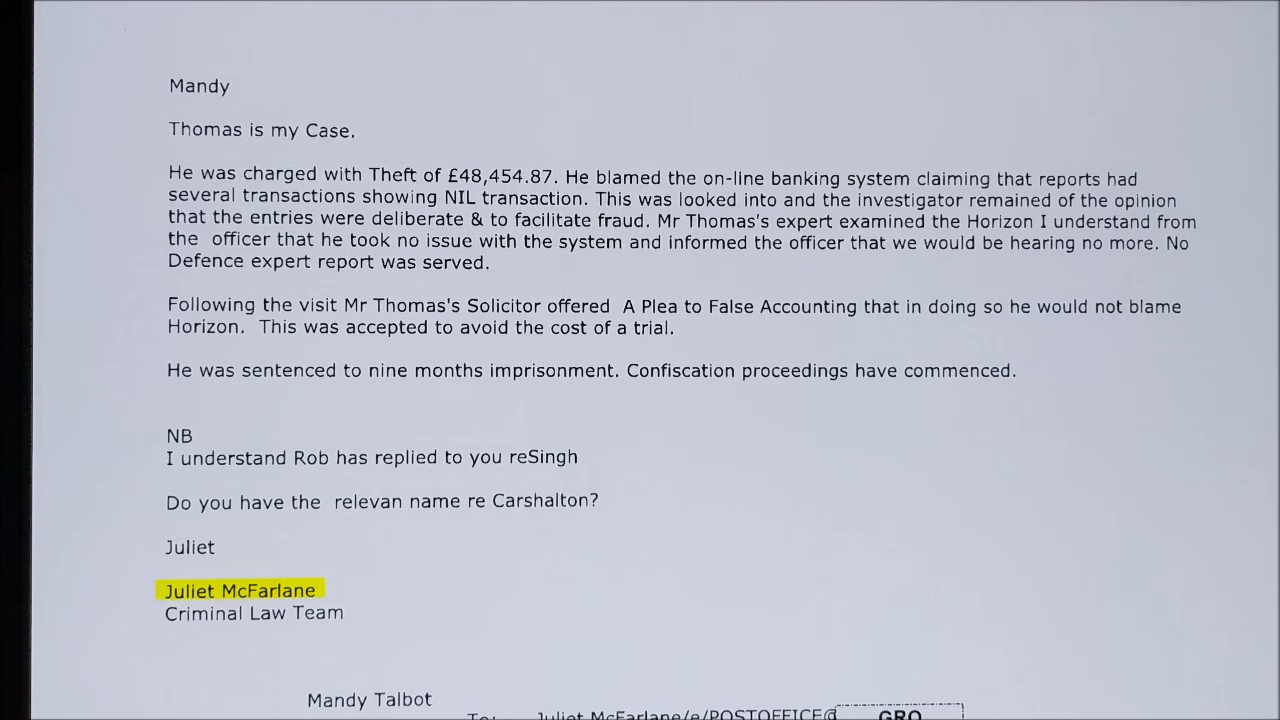 Mandy
Thomas is my Case.
He was charged with Theft of £48,454.87. He blamed the on-line banking system claiming that reports had
several transactions showing NIL transaction. This was looked into and the investigator remained of the opinion
that the entries were deliberate & to facilitate fraud. Mr Thomas's expert examined the Horizon I understand from
the officer that he took no issue with the system and informed the officer that we would be hearing no more. No
Defence expert report was served.
Following the visit Mr Thomas's Solicitor offered A Plea to False Accounting that in doing so he would not blame
Horizon. This was accepted to avoid the cost of a trial.
He was sentenced to nine months imprisonment. Confiscation proceedings have commenced.
NB
I understand Rob has replied to you reSingh
Do you have the relevan name re Carshalton?
Juliet
Juliet McFarlane
Criminal Law Team
Mandy Talbot
To: Juliet McFarlane/e/POSTOFFICE@ GRO